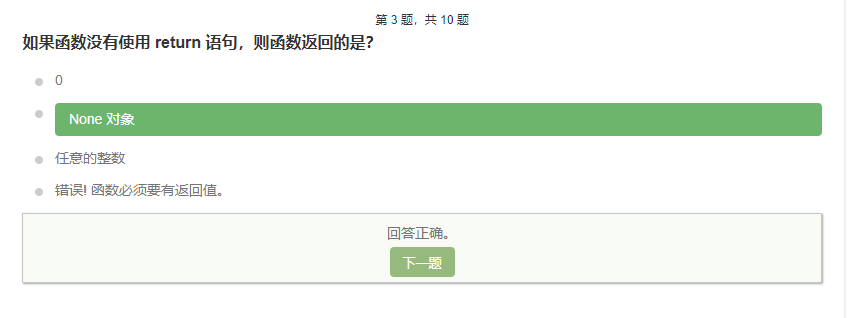 第 3 题，共 10 题
如果函数没有使用 return 语句，则函数返回的是?
0
None 对象
任意的整数
错误! 函数必须要有返回值。
回答正确。
下一题